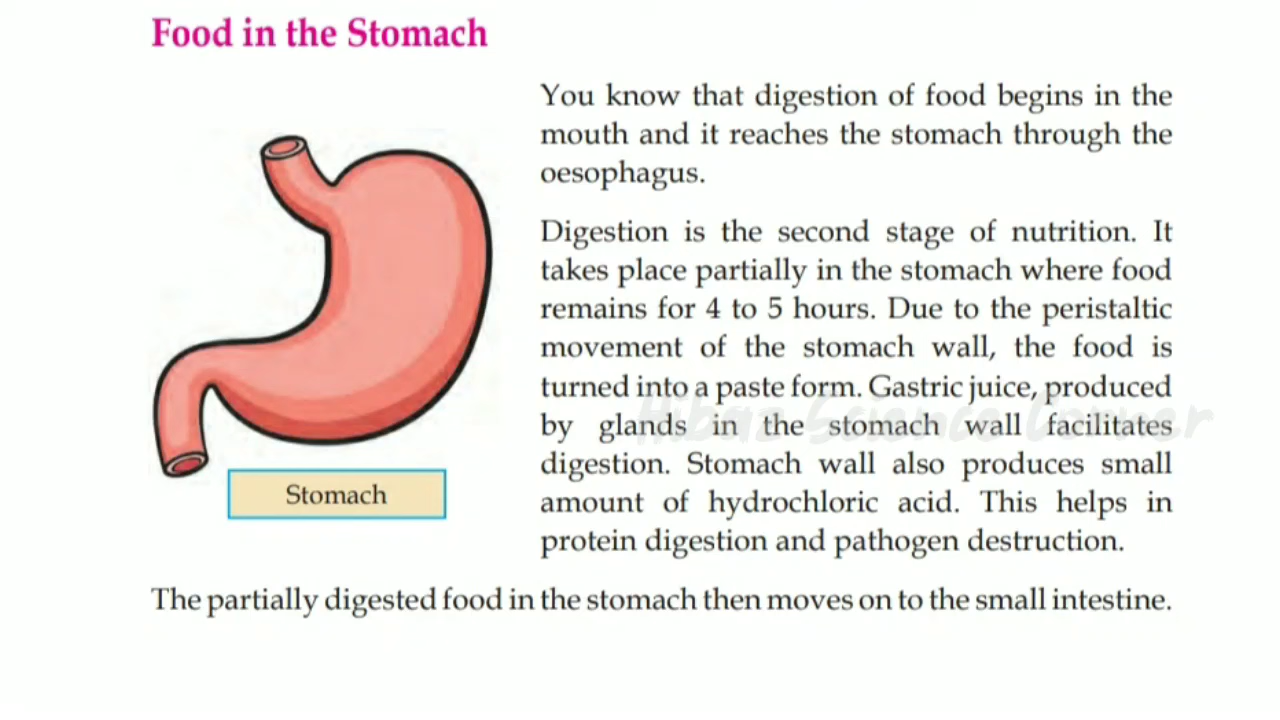 Food in the Stomach
You know that digestion of food begins in the
mouth and it reaches the stomach through the
oesophagus.
Digestion is the second stage of nutrition. It
takes place partially in the stomach where food
remains for 4 to 5 hours. Due to the peristaltic
movement of the stomach wall, the food is
turned into a paste form. Gastric juice, produced
by glands in the stomach wall facilitates
digestion. Stomach wall also produces small
amount of hydrochloric acid. This helps in
protein digestion and pathogen destruction.
Stomach
The partially digested food in the stomach then moves on to the small intestine.
Hibaz Science Corner